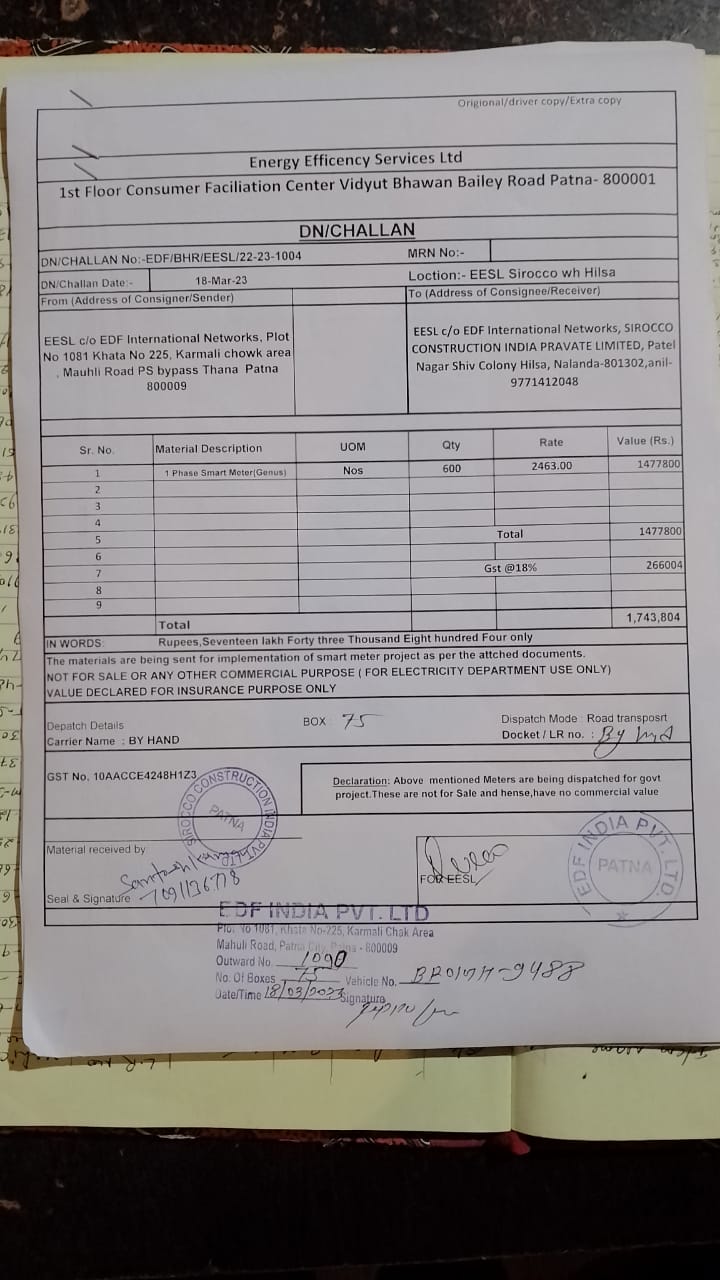 Origional/driver copy/Extra copy
Energy Efficency Services Ltd
1st Floor Consumer Faciliation Center Vidyut Bhawan Bailey Road Patna- 800001
DN/CHALLAN
DN/CHALLAN No:-EDF/BHR/EESL/22-23-1004 MRN No:-
DN/Challan Date:- 18-Mar-23 Loction:- EESL Sirocco wh Hilsa
From (Address of Consigner/Sender) To (Address of Consignee/Receiver)
EESL c/o EDF International Networks, Plot
No 1081 Khata No 225, Karmali chowk area
. Mauhli Road PS bypass Thana Patna
800009
EESL c/o EDF International Networks, SIROCCO
CONSTRUCTION INDIA PRAVATE LIMITED, Patel
Nagar Shiv Colony Hilsa, Nalanda-801302,anil-
9771412048
Sr. No. Material Description UOM Qty Rate Value (Rs.)
1 1 Phase Smart Meter(Genus) Nos 600 2463.00 1477800
2
3
4
5 Total 1477800
6
7 Gst @18% 266004
8
9
Total 1,743,804
IN WORDS: Rupees,Seventeen lakh Forty three Thousand Eight hundred Four only
The materials are being sent for implementation of smart meter project as per the attched documents.
NOT FOR SALE OR ANY OTHER COMMERCIAL PURPOSE ( FOR ELECTRICITY DEPARTMENT USE ONLY)
VALUE DECLARED FOR INSURANCE PURPOSE ONLY
Depatch Details BOX : 75 Dispatch Mode : Road transposrt
Carrier Name : BY HAND Docket / LR no. : By
GST No. 10AACCE4248H1Z3
Declaration: Above mentioned Meters are being dispatched for govt
project.These are not for Sale and hense,have no commercial value
SIROCCO CONSTRUCTION INDIA PVT. LTD.
PATNA
EDF INDIA PVT. LTD.
PATNA
Material received by
Seal & Signature
FOR EESL
EDF INDIA PVT. LTD
Plot No 1081, Khata No-225, Karmali Chak Area
Mahuli Road, Patna City, Patna - 800009
Outward No. 1090
No. Of Boxes 75 Vehicle No. 9488
Date/Time 18/03/2023 Signature